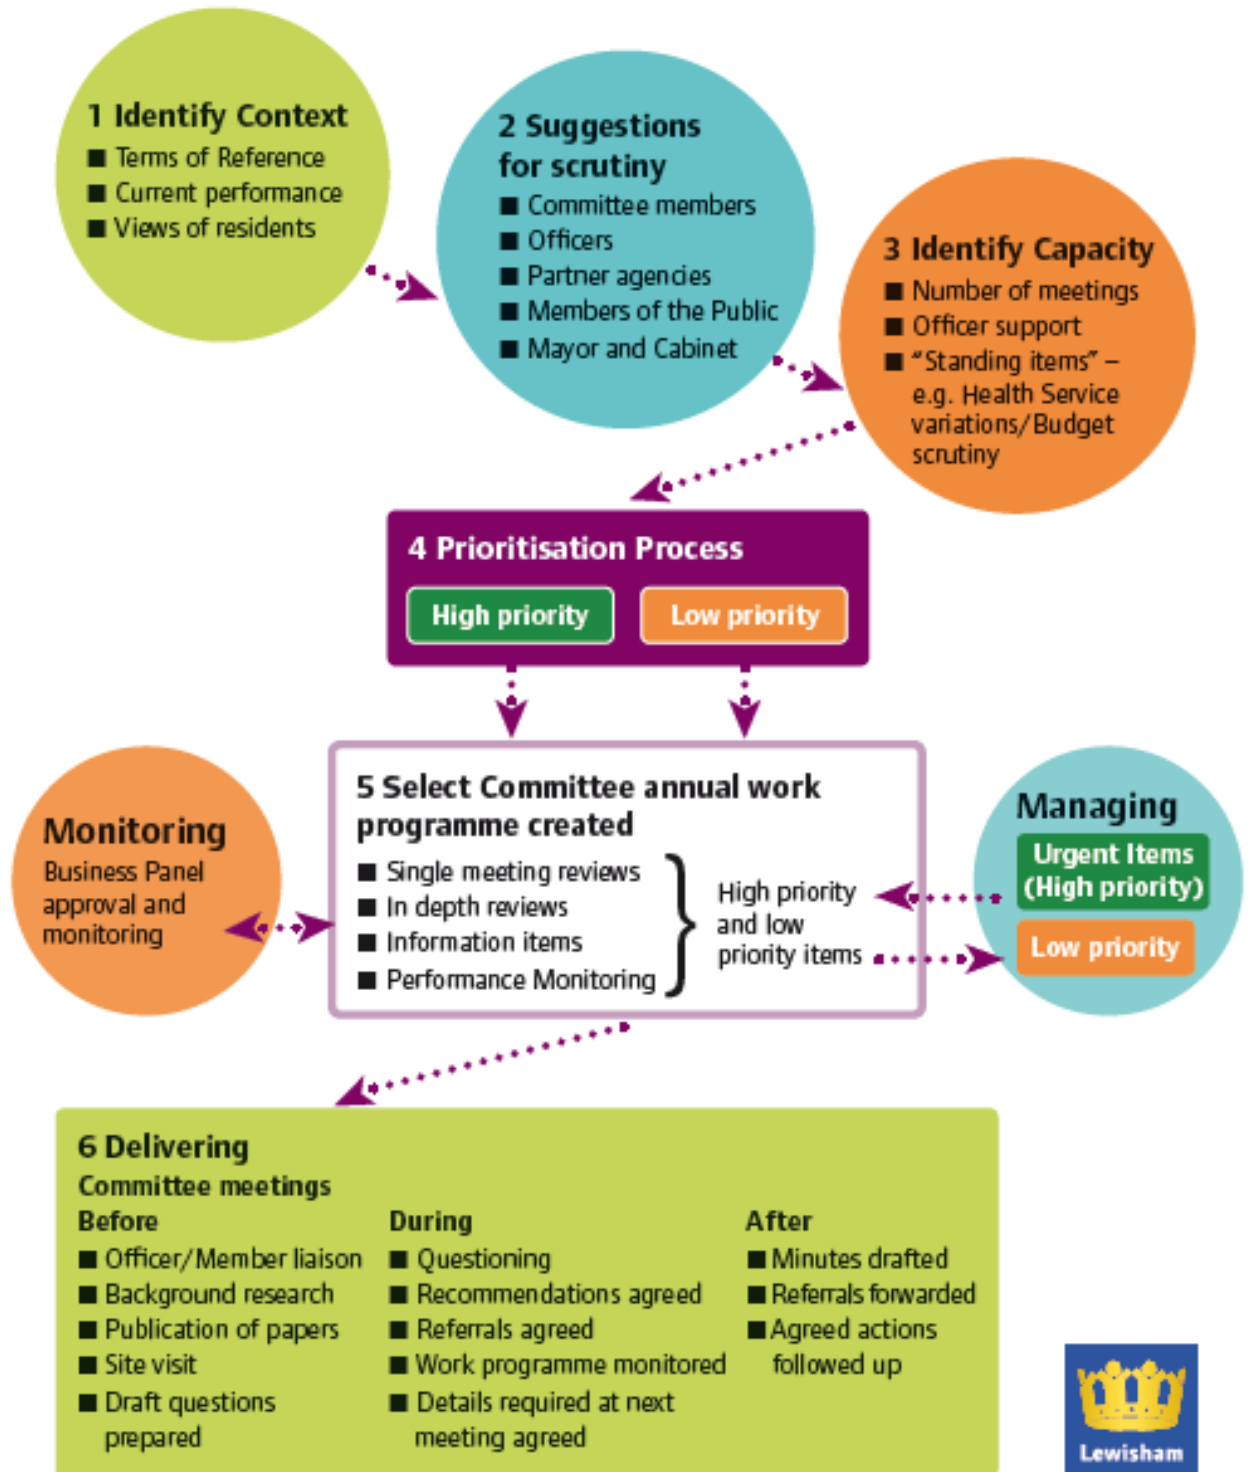 1 Identify Context
■ Terms of Reference
■ Current performance
■ Views of residents
2 Suggestions
for scrutiny
■ Committee members
■ Officers
■ Partner agencies
■ Members of the Public
■ Mayor and Cabinet
3 Identify Capacity
■ Number of meetings
■ Officer support
■ “Standing items” –
e.g. Health Service
variations/Budget
scrutiny
4 Prioritisation Process
High priority
Low priority
Monitoring
Business Panel
approval and
monitoring
5 Select Committee annual work
programme created
■ Single meeting reviews
■ In depth reviews
■ Information items
■ Performance Monitoring
High priority
and low
priority items
Managing
Urgent Items
(High priority)
Low priority
6 Delivering
Committee meetings
Before
■ Officer/Member liaison
■ Background research
■ Publication of papers
■ Site visit
■ Draft questions
prepared
During
■ Questioning
■ Recommendations agreed
■ Referrals agreed
■ Work programme monitored
■ Details required at next
meeting agreed
After
■ Minutes drafted
■ Referrals forwarded
■ Agreed actions
followed up
Lewisham